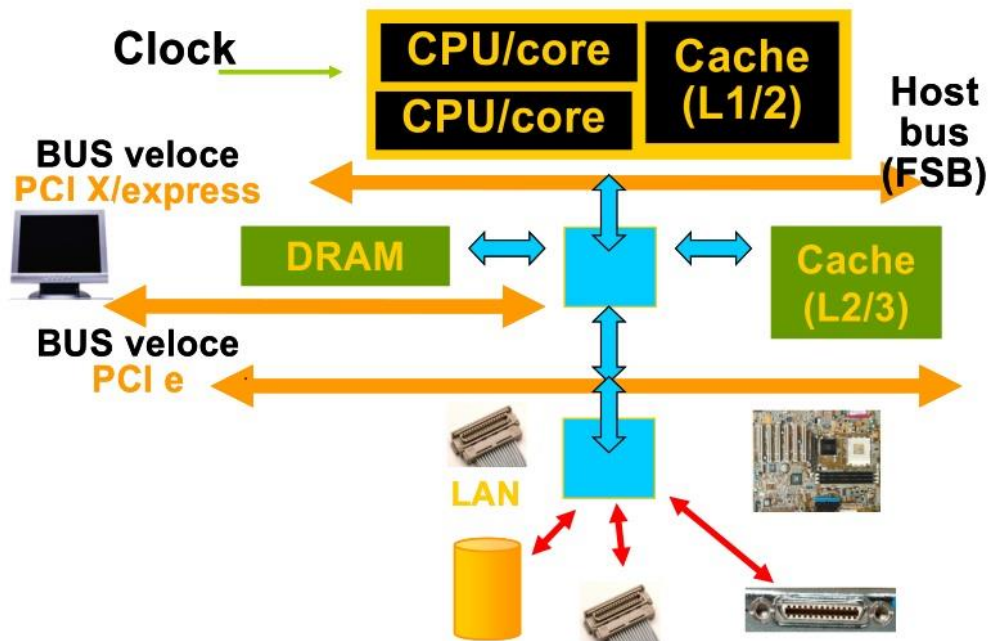 Clock
CPU/core
CPU/core
Cache
(L1/2)
Host
bus
(FSB)
BUS veloce
PCI X/express
DRAM
Cache
(L2/3)
BUS veloce
PCI e
LAN